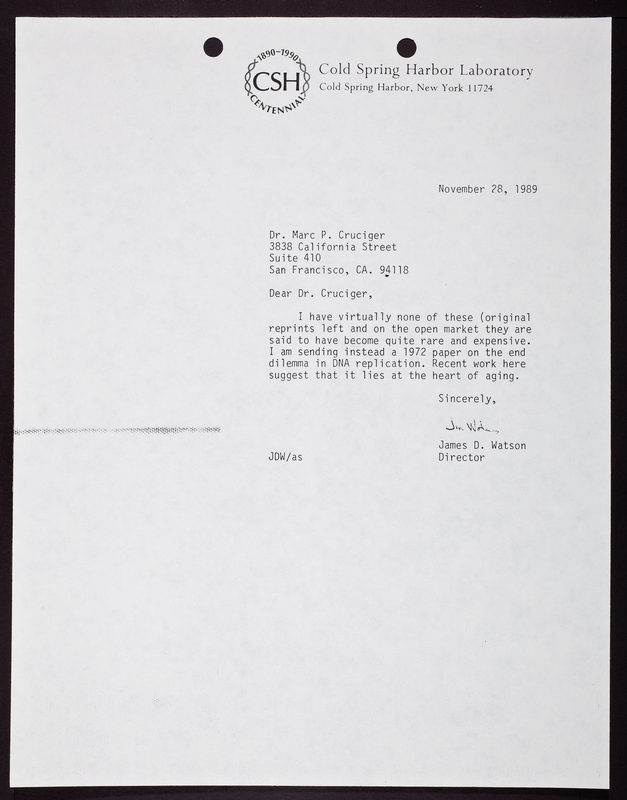 1890-1990
CSH
CENTENNIAL
Cold Spring Harbor Laboratory
Cold Spring Harbor, New York 11724
November 28, 1989
Dr. Marc P. Cruciger
3838 California Street
Suite 410
San Francisco, CA. 94118
Dear Dr. Cruciger,
I have virtually none of these (original
reprints left and on the open market they are
said to have become quite rare and expensive.
I am sending instead a 1972 paper on the end
dilemma in DNA replication. Recent work here
suggest that it lies at the heart of aging.
Sincerely,
Jim Watson
James D. Watson
JDW/as
Director